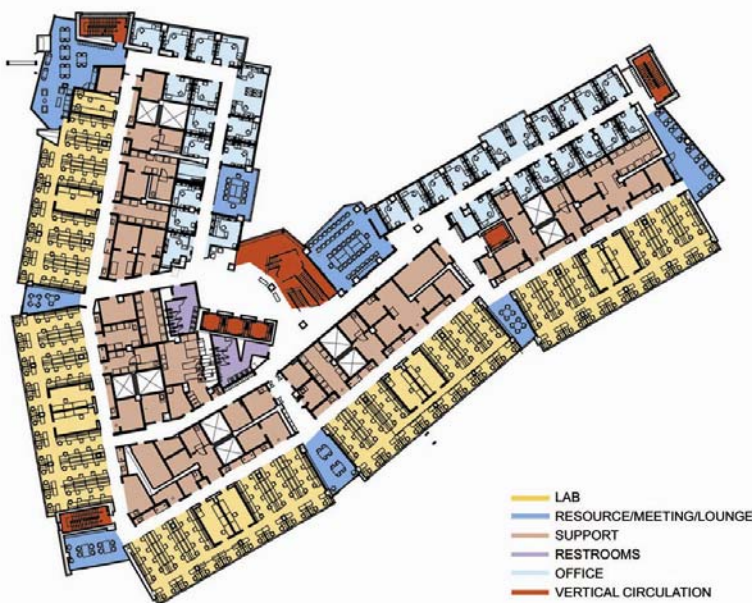 LAB
RESOURCE/MEETING/LOUNGE
SUPPORT
RESTROOMS
OFFICE
VERTICAL CIRCULATION